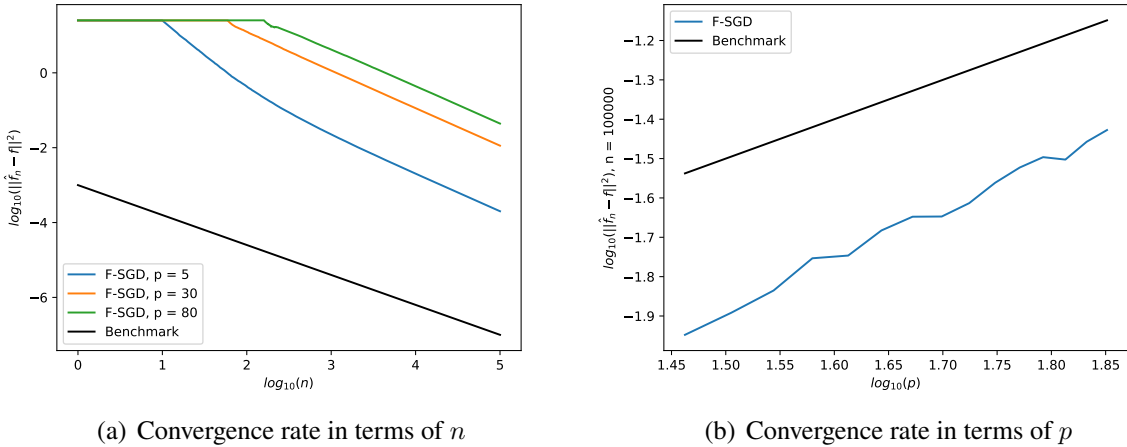 log₁₀(||f̂ₙ − f||²)
0
−2
−4
−6
0
1
2
3
4
5
log₁₀(n)
F-SGD, p = 5
F-SGD, p = 30
F-SGD, p = 80
Benchmark
(a) Convergence rate in terms of n
log₁₀(||f̂ₙ − f||²), n = 100000
−1.2
−1.3
−1.4
−1.5
−1.6
−1.7
−1.8
−1.9
1.45
1.50
1.55
1.60
1.65
1.70
1.75
1.80
1.85
log₁₀(p)
F-SGD
Benchmark
(b) Convergence rate in terms of p